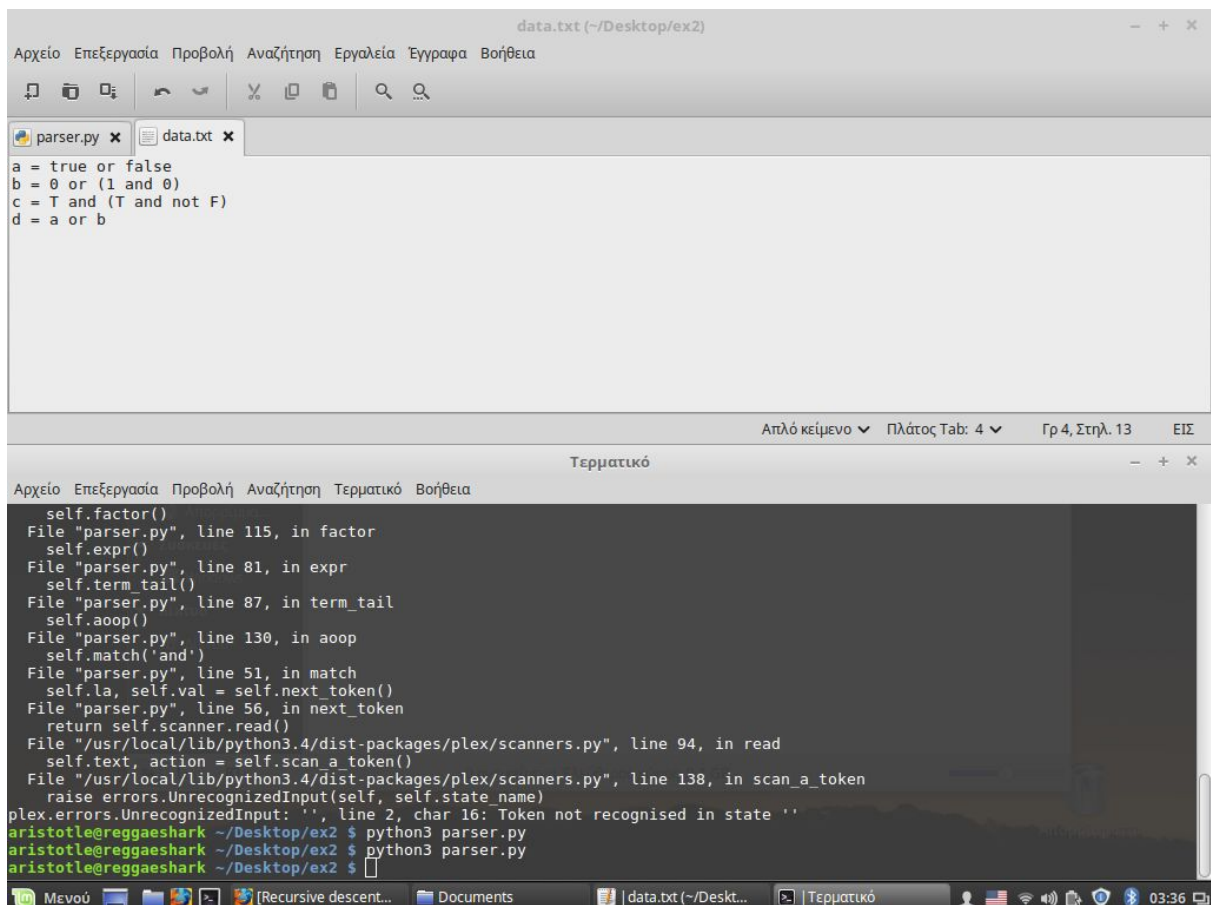 data.txt (~/Desktop/ex2)
Αρχείο Επεξεργασία Προβολή Αναζήτηση Εργαλεία Έγγραφα Βοήθεια
parser.py data.txt
a = true or false
b = 0 or (1 and 0)
c = T and (T and not F)
d = a or b
Απλό κείμενο Πλάτος Tab: 4 Γρ 4, Στηλ. 13 ΕΙΣ
Τερματικό
Αρχείο Επεξεργασία Προβολή Αναζήτηση Τερματικό Βοήθεια
self.factor()
File "parser.py", line 115, in factor
self.expr()
File "parser.py", line 81, in expr
self.term_tail()
File "parser.py", line 87, in term_tail
self.aoop()
File "parser.py", line 130, in aoop
self.match('and')
File "parser.py", line 51, in match
self.la, self.val = self.next_token()
File "parser.py", line 56, in next_token
return self.scanner.read()
File "/usr/local/lib/python3.4/dist-packages/plex/scanners.py", line 94, in read
self.text, action = self.scan_a_token()
File "/usr/local/lib/python3.4/dist-packages/plex/scanners.py", line 138, in scan_a_token
raise errors.UnrecognizedInput(self, self.state_name)
plex.errors.UnrecognizedInput: '', line 2, char 16: Token not recognised in state ''
aristotle@reggaeshark ~/Desktop/ex2 $ python3 parser.py
aristotle@reggaeshark ~/Desktop/ex2 $ python3 parser.py
aristotle@reggaeshark ~/Desktop/ex2 $
Μενού [Recursive descent... Documents data.txt (~/Deskt... Τερματικό 03:36